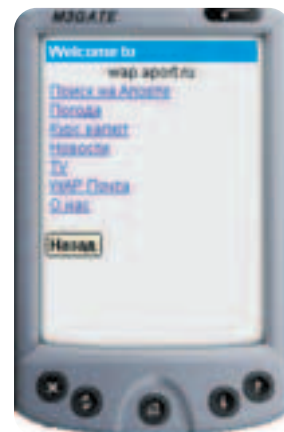 M3GATE
Welcome to
wap.aport.ru
Поиск на Апорте
Погода
Курс валют
Новости
TV
WAP Почта
О нас
Назад